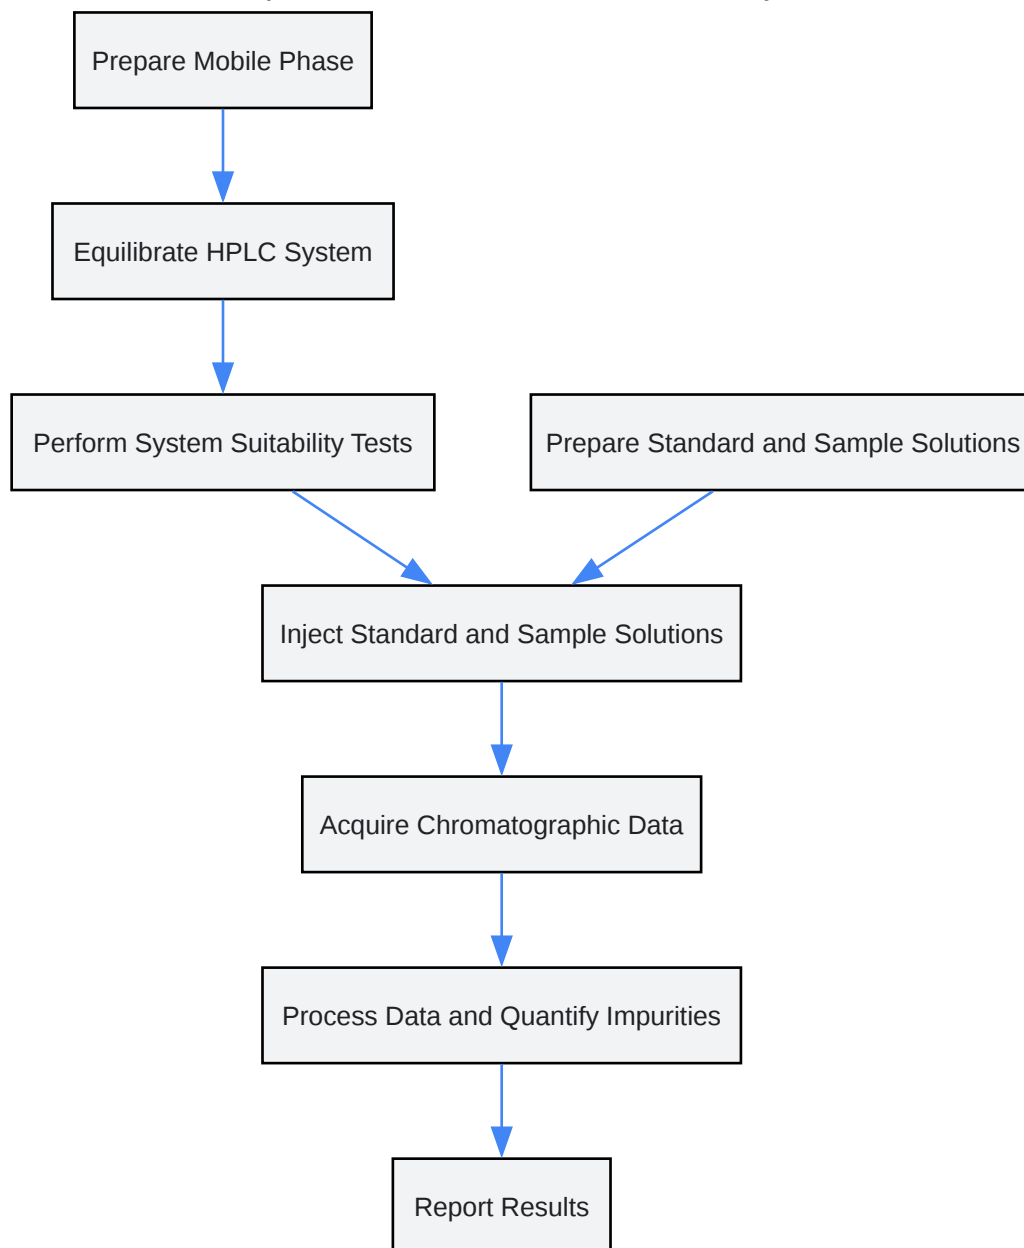 Prepare Mobile Phase
Equilibrate HPLC System
Perform System Suitability Tests
Prepare Standard and Sample Solutions
Inject Standard and Sample Solutions
Acquire Chromatographic Data
Process Data and Quantify Impurities
Report Results